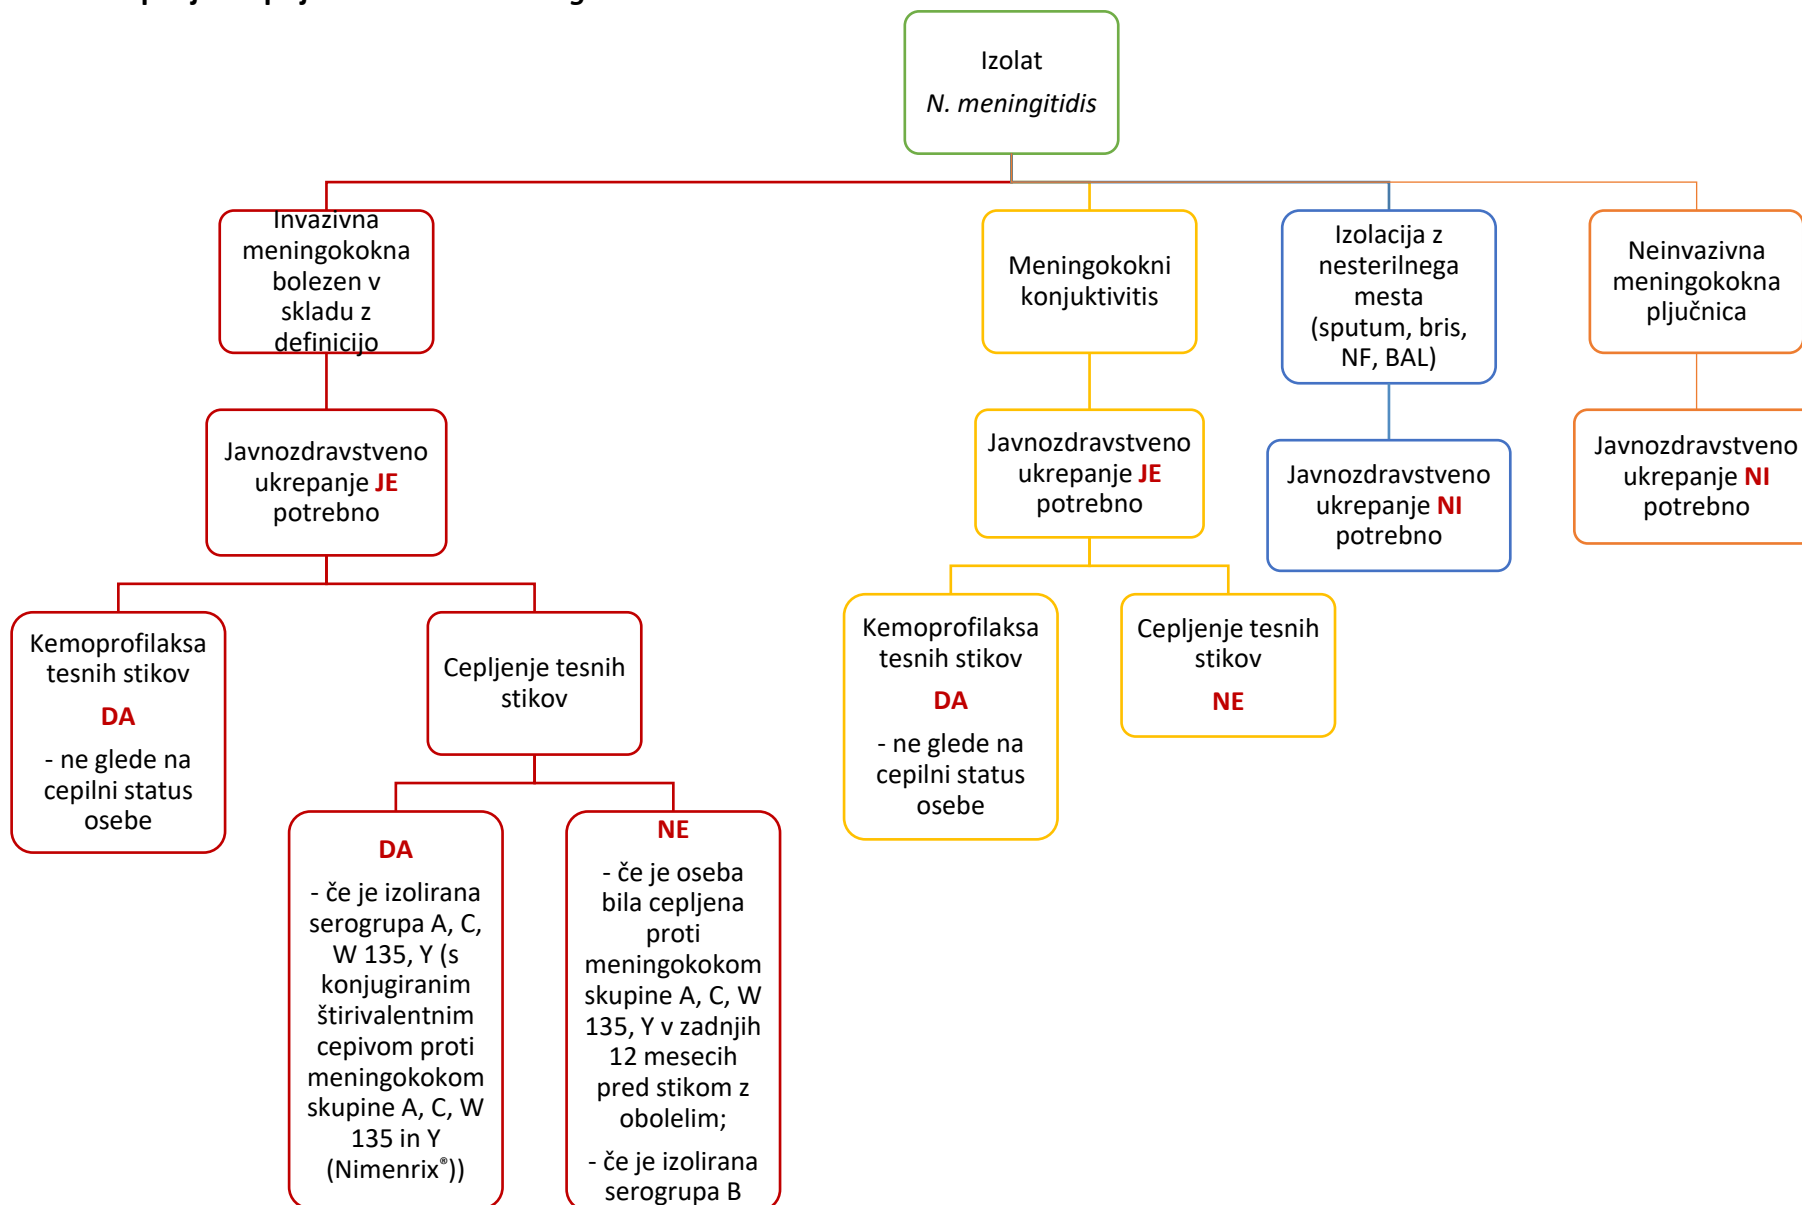 Izolat
N. meningitidis
Invazivna
meningokokna
bolezen v
skladu z
definicijo
Meningokokni
konjuktivitis
Izolacija z
nesterilnega
mesta
(sputum, bris,
NF, BAL)
Neinvazivna
meningokokna
pljučnica
Javnozdravstveno
ukrepanje JE
potrebno
Javnozdravstveno
ukrepanje JE
potrebno
Javnozdravstveno
ukrepanje NI
potrebno
Javnozdravstveno
ukrepanje NI
potrebno
Kemoprofilaksa
tesnih stikov
DA
- ne glede na
cepilni status
osebe
Cepljenje tesnih
stikov
Kemoprofilaksa
tesnih stikov
DA
- ne glede na
cepilni status
osebe
Cepljenje tesnih
stikov
NE
DA
- če je izolirana
serogrupa A, C,
W 135, Y (s
konjugiranim
štirivalentnim
cepivom proti
meningokokom
skupine A, C, W
135 in Y
(Nimenrix®))
NE
- če je oseba
bila cepljena
proti
meningokokom
skupine A, C, W
135, Y v zadnjih
12 mesecih
pred stikom z
obolelim;
- če je izolirana
serogrupa B